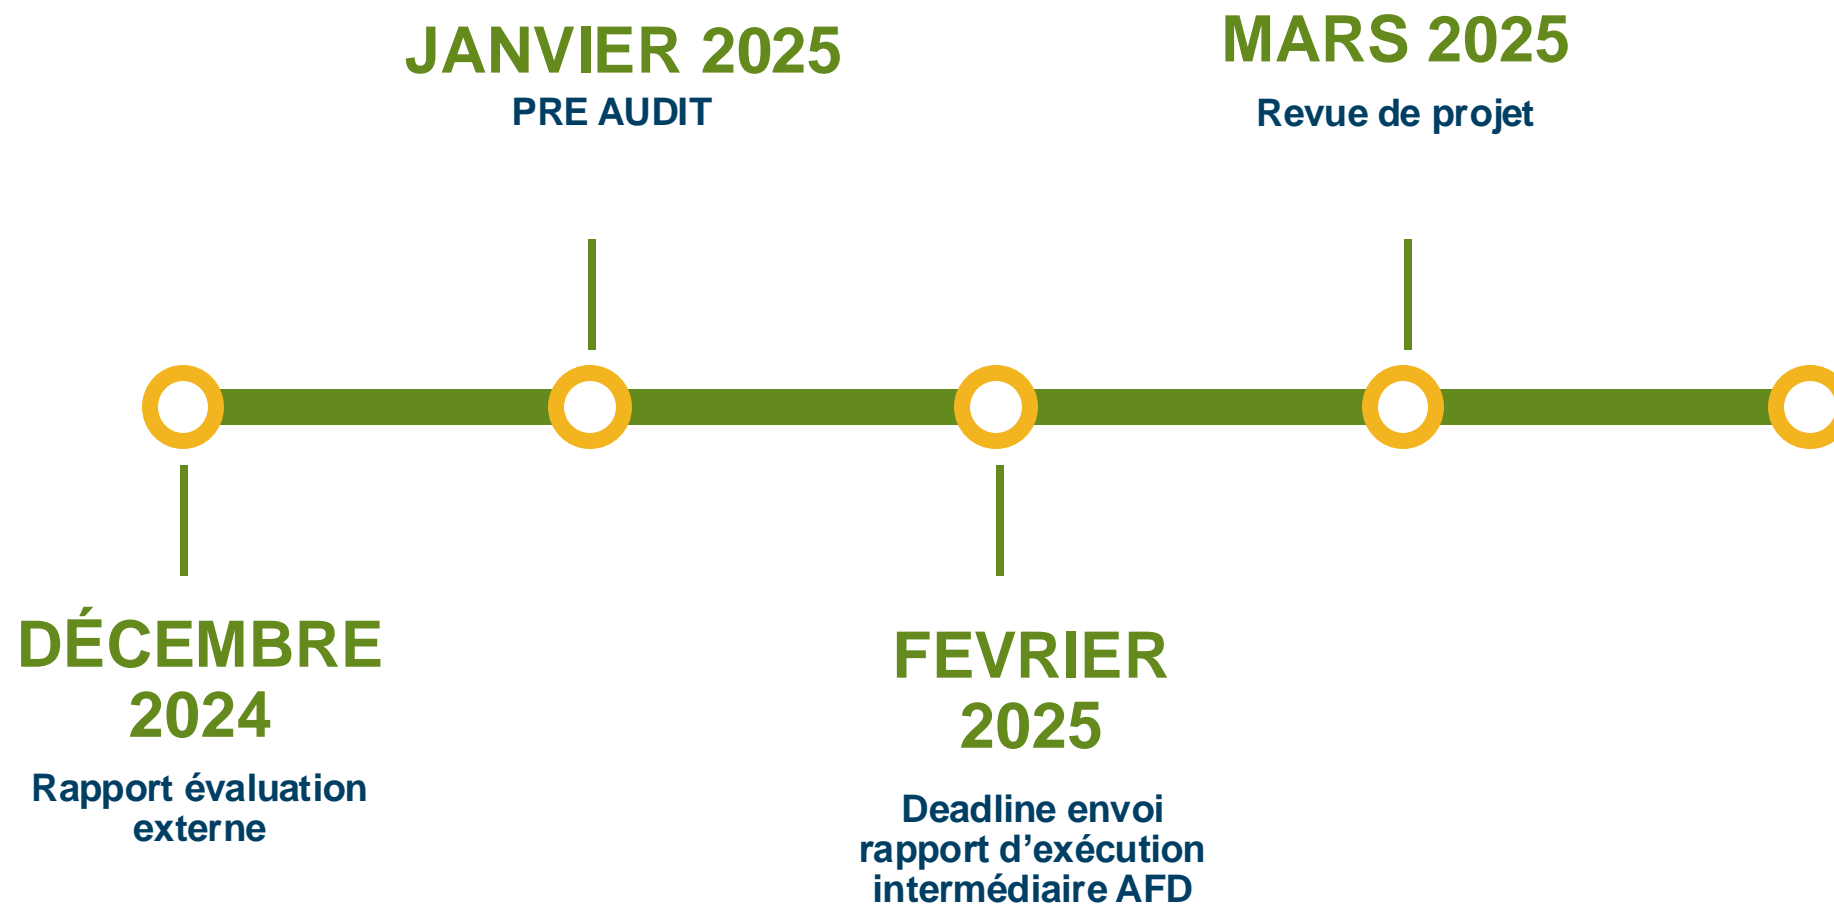 JANVIER 2025
PRE AUDIT
MARS 2025
Revue de projet
DÉCEMBRE
2024
Rapport évaluation
externe
FEVRIER
2025
Deadline envoi
rapport d’exécution
intermédiaire AFD